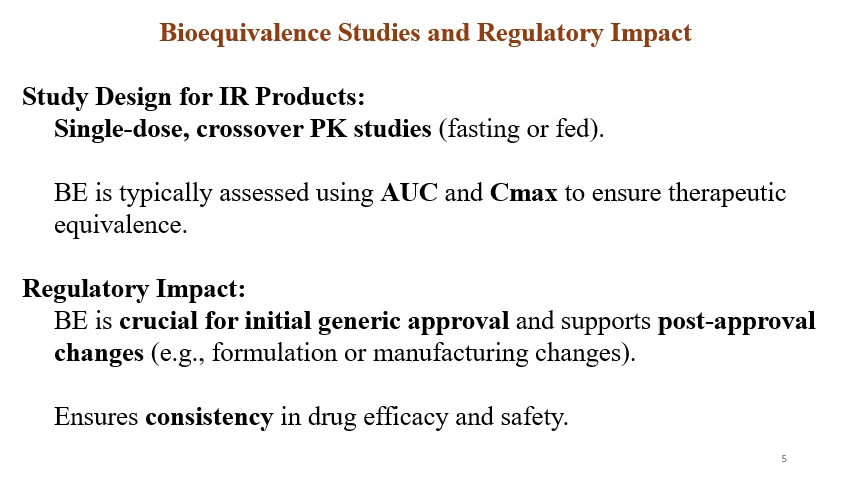 Bioequivalence Studies and Regulatory Impact
Study Design for IR Products:
Single-dose, crossover PK studies (fasting or fed).
BE is typically assessed using AUC and Cmax to ensure therapeutic
equivalence.
Regulatory Impact:
BE is crucial for initial generic approval and supports post-approval
changes (e.g., formulation or manufacturing changes).
Ensures consistency in drug efficacy and safety.
5